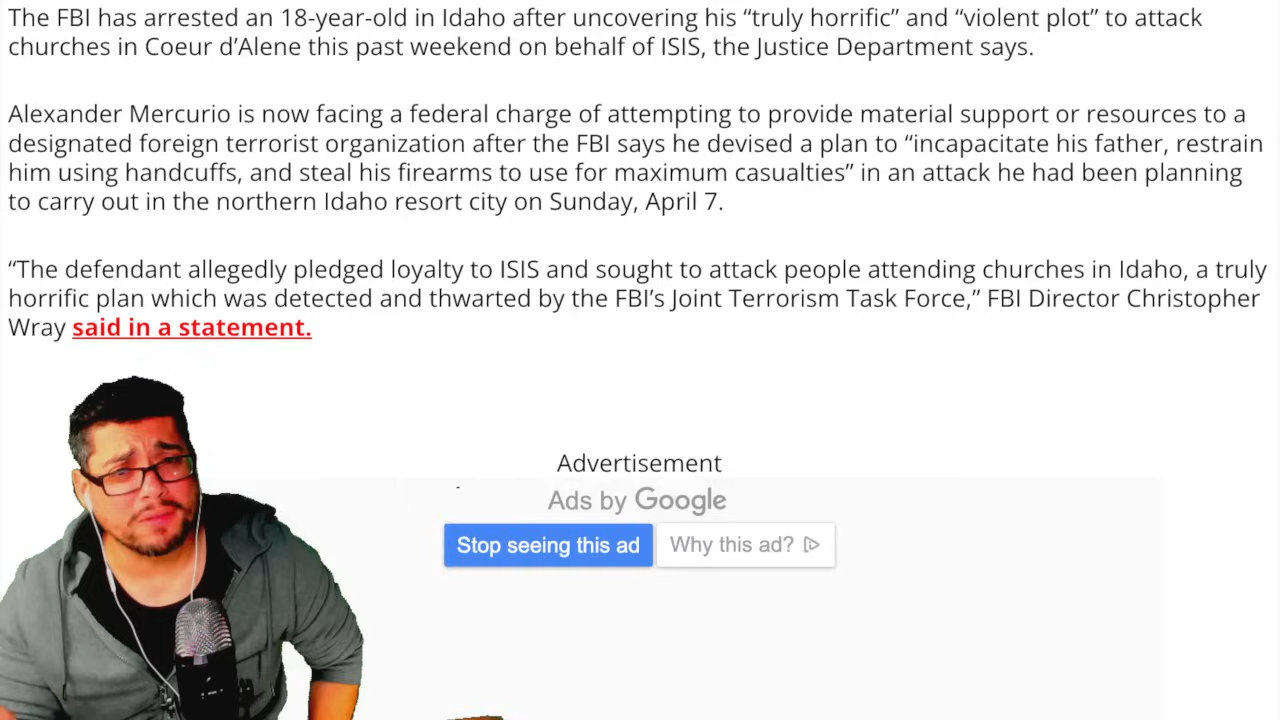 The FBI has arrested an 18-year-old in Idaho after uncovering his “truly horrific” and “violent plot” to attack
churches in Coeur d’Alene this past weekend on behalf of ISIS, the Justice Department says.
Alexander Mercurio is now facing a federal charge of attempting to provide material support or resources to a
designated foreign terrorist organization after the FBI says he devised a plan to “incapacitate his father, restrain
him using handcuffs, and steal his firearms to use for maximum casualties” in an attack he had been planning
to carry out in the northern Idaho resort city on Sunday, April 7.
“The defendant allegedly pledged loyalty to ISIS and sought to attack people attending churches in Idaho, a truly
horrific plan which was detected and thwarted by the FBI’s Joint Terrorism Task Force,” FBI Director Christopher
Wray said in a statement.
Advertisement
Ads by Google
Stop seeing this ad Why this ad?